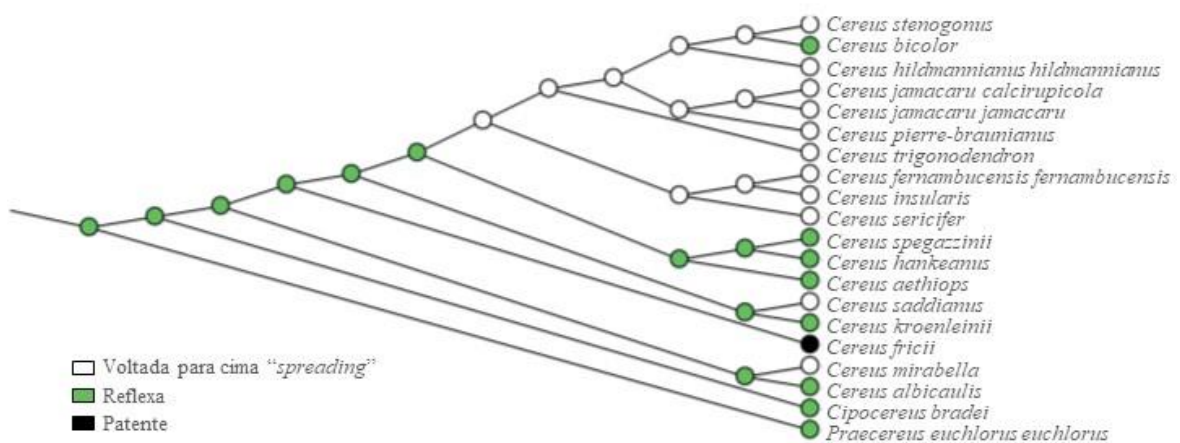 Cereus stenogonus
Cereus bicolor
Cereus hildmannianus hildmannianus
Cereus jamacaru calcirupicola
Cereus jamacaru jamacaru
Cereus pierre-braunianus
Cereus trigonodendron
Cereus fernambucensis fernambucensis
Cereus insularis
Cereus sericifer
Cereus spegazzinii
Cereus hankeanus
Cereus aethiops
Cereus saddianus
Cereus kroenleinii
Cereus fricii
Cereus mirabella
Cereus albicaulis
Cipocereus bradei
Praecereus euchlorus euchlorus
Voltada para cima “spreading”
Reflexa
Patente